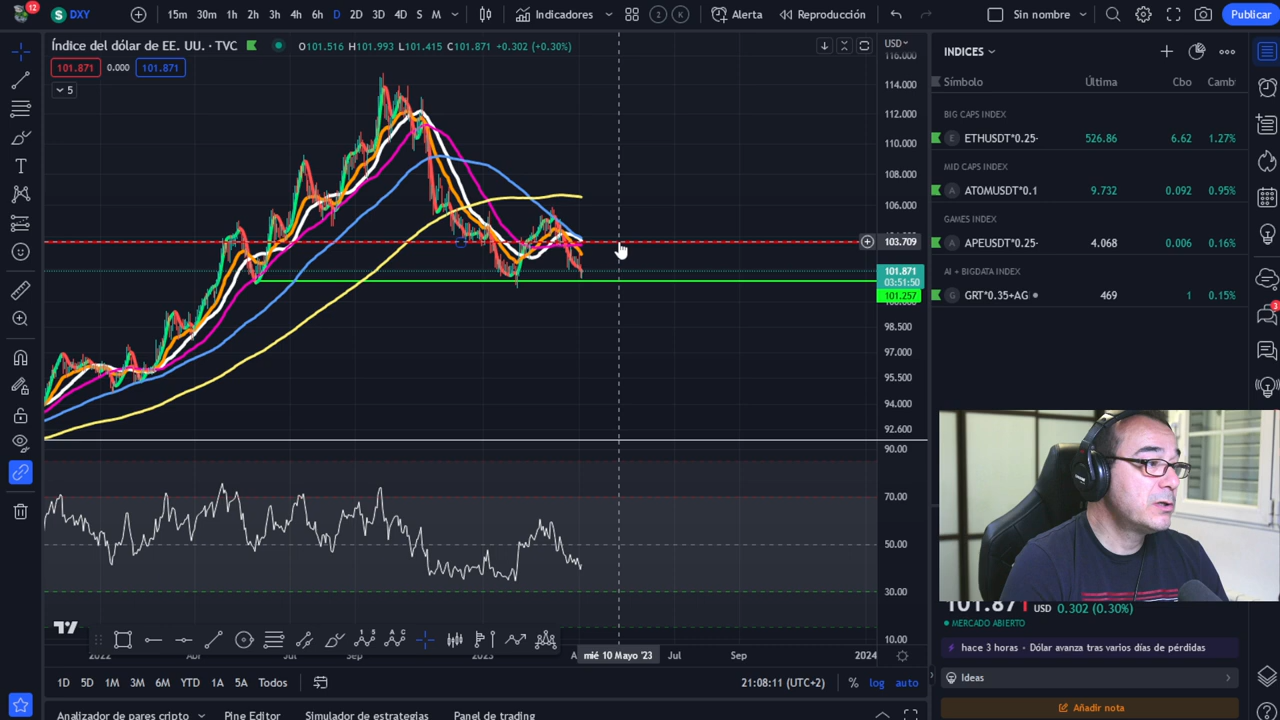 12
S DXY
15m 30m 1h 2h 3h 4h 6h D 2D 3D 4D S M
Indicadores
2 K
Alerta
Reproducción
Sin nombre
Publicar
Índice del dólar de EE. UU. · TVC
O101.516 H101.993 L101.415 C101.871 +0.302 (+0.30%)
USD
101.871 0.000 101.871
5
116.000
114.000
112.000
110.000
108.000
106.000
103.709
101.871
03:51:50
101.257
98.500
97.000
95.500
94.000
92.600
90.00
70.00
50.00
30.00
10.00
2022 Abr Jul Sep 2023 mié 10 Mayo '23 Jul Sep 2024
1D 5D 1M 3M 6M YTD 1A 5A Todos
21:08:11 (UTC+2) % log auto
Analizador de pares cripto Pine Editor Simulador de estrategias Panel de trading
INDICES
Símbolo Última Cbo Camb
BIG CAPS INDEX
E ETHUSDT*0.25- 526.86 6.62 1.27%
MID CAPS INDEX
A ATOMUSDT*0.1 9.732 0.092 0.95%
GAMES INDEX
A APEUSDT*0.25- 4.068 0.006 0.16%
AI + BIGDATA INDEX
G GRT*0.35+AG 469 1 0.15%
3
101.871 USD 0.302 (0.30%)
MERCADO ABIERTO
hace 3 horas · Dólar avanza tras varios días de pérdidas
Ideas
Añadir nota